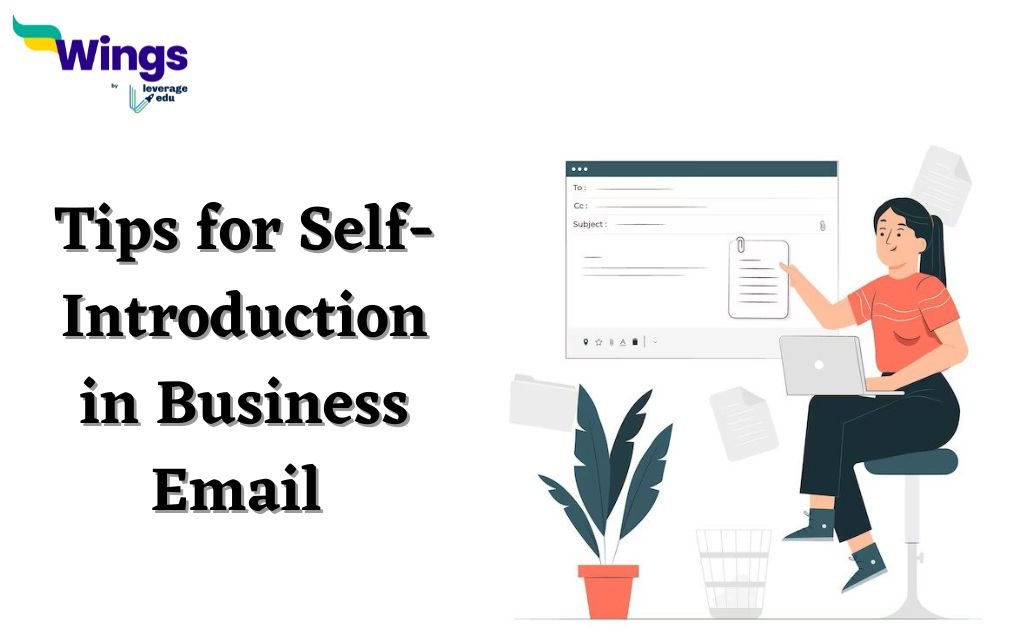 Wings
by leverage
edu
Tips for Self-
Introduction
in Business
Email
To :
Cc :
Subject :
A